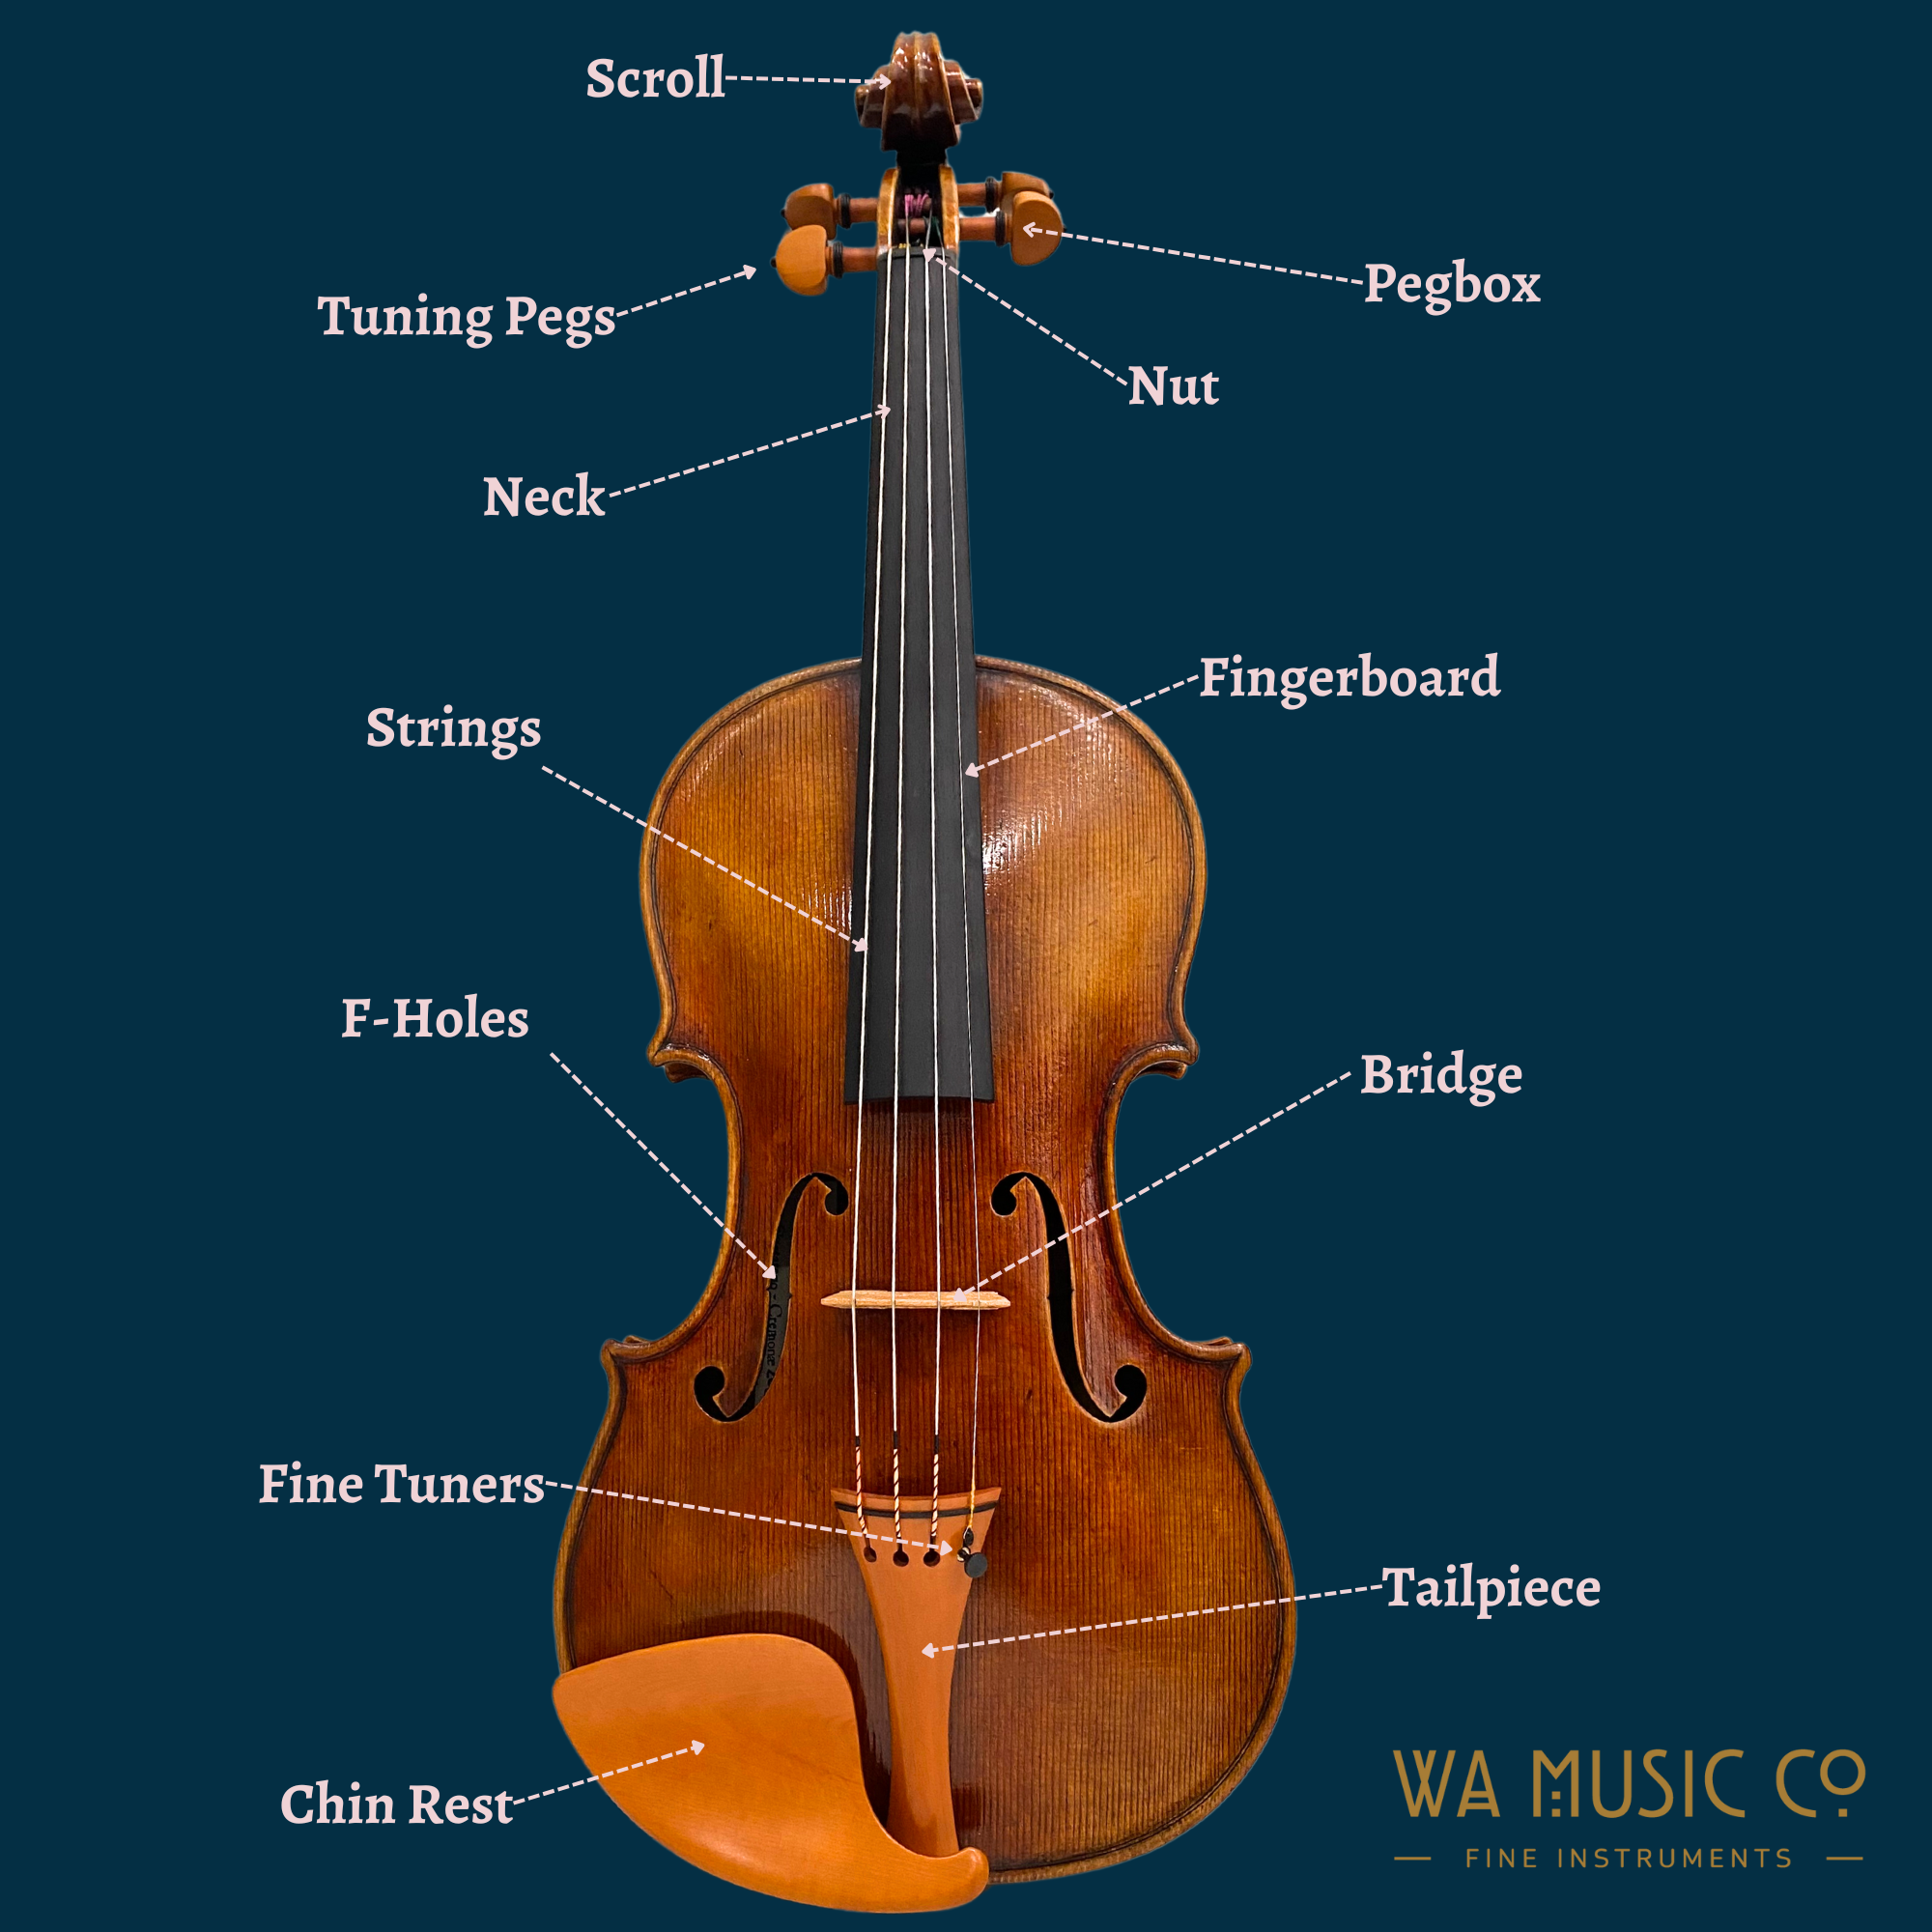 Scroll
Pegbox
Tuning Pegs
Nut
Neck
Fingerboard
Strings
F-Holes
Bridge
Cremonae
Fine Tuners
Tailpiece
Chin Rest
WA MUSIC CO
FINE INSTRUMENTS